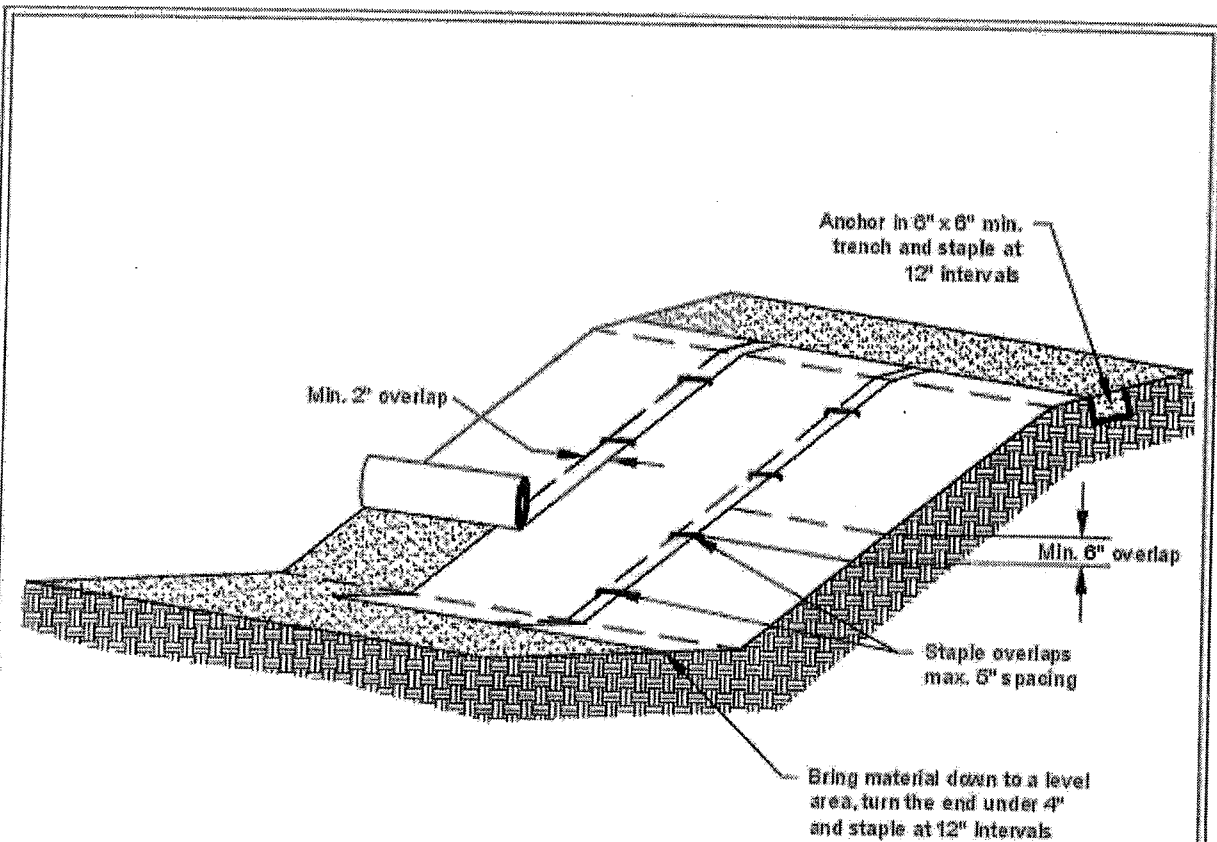 Anchor in 6" x 6" min.
trench and staple at
12" intervals
Min. 2" overlap
Min. 6" overlap
Staple overlaps
max. 5" spacing
Bring material down to a level
area, turn the end under 4"
and staple at 12" intervals